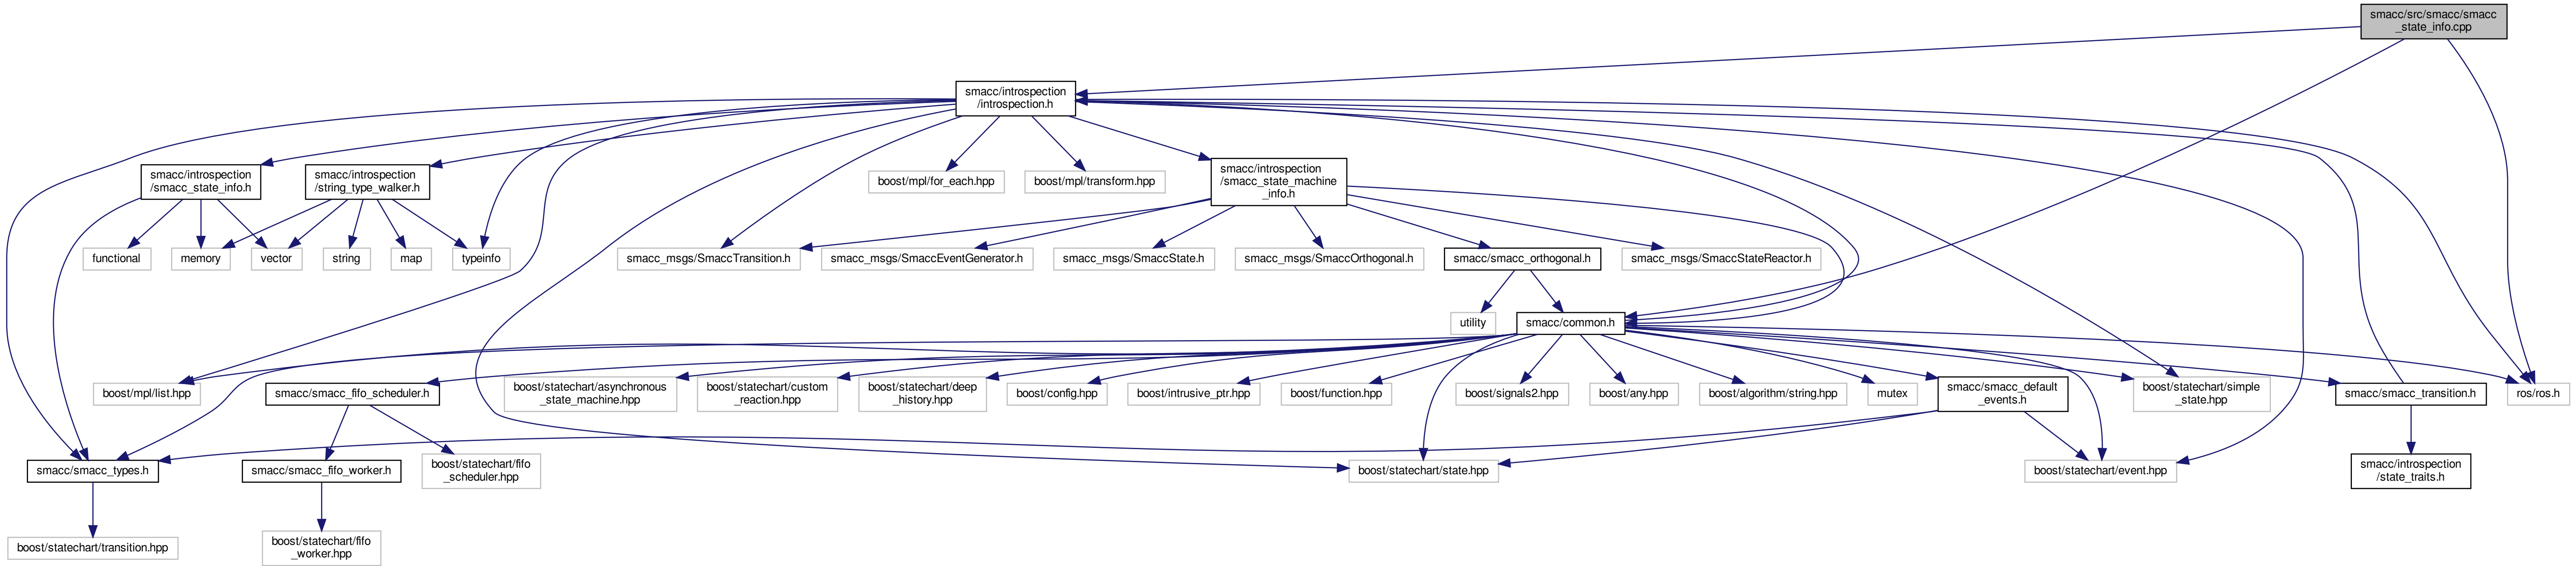 smacc/src/smacc/smacc
_state_info.cpp
smacc/introspection
/introspection.h
smacc/introspection
/smacc_state_info.h
smacc/introspection
/string_type_walker.h
boost/mpl/for_each.hpp
boost/mpl/transform.hpp
smacc/introspection
/smacc_state_machine
_info.h
functional
memory
vector
string
map
typeinfo
smacc_msgs/SmaccTransition.h
smacc_msgs/SmaccEventGenerator.h
smacc_msgs/SmaccState.h
smacc_msgs/SmaccOrthogonal.h
smacc/smacc_orthogonal.h
smacc_msgs/SmaccStateReactor.h
utility
smacc/common.h
boost/mpl/list.hpp
smacc/smacc_fifo_scheduler.h
boost/statechart/asynchronous
_state_machine.hpp
boost/statechart/custom
_reaction.hpp
boost/statechart/deep
_history.hpp
boost/config.hpp
boost/intrusive_ptr.hpp
boost/function.hpp
boost/signals2.hpp
boost/any.hpp
boost/algorithm/string.hpp
mutex
smacc/smacc_default
_events.h
boost/statechart/simple
_state.hpp
smacc/smacc_transition.h
ros/ros.h
smacc/smacc_types.h
smacc/smacc_fifo_worker.h
boost/statechart/fifo
_scheduler.hpp
boost/statechart/state.hpp
boost/statechart/event.hpp
smacc/introspection
/state_traits.h
boost/statechart/transition.hpp
boost/statechart/fifo
_worker.hpp